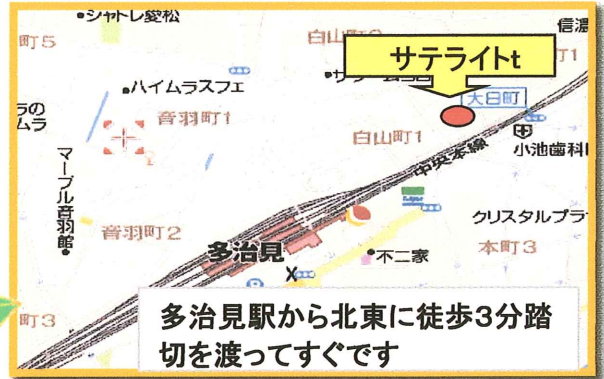 シャトレ愛松
白山町2
信濃
町5
サテライトt
町1
ハイムラスフェ
大日町
らの
ムラ
音羽町1
白山町1
小池歯科
中央本線
マーブル音羽館
クリスタルプラ
音羽町2
多治見
不二家
本町3
X
P
町3
多治見駅から北東に徒歩3分踏
切を渡ってすぐです